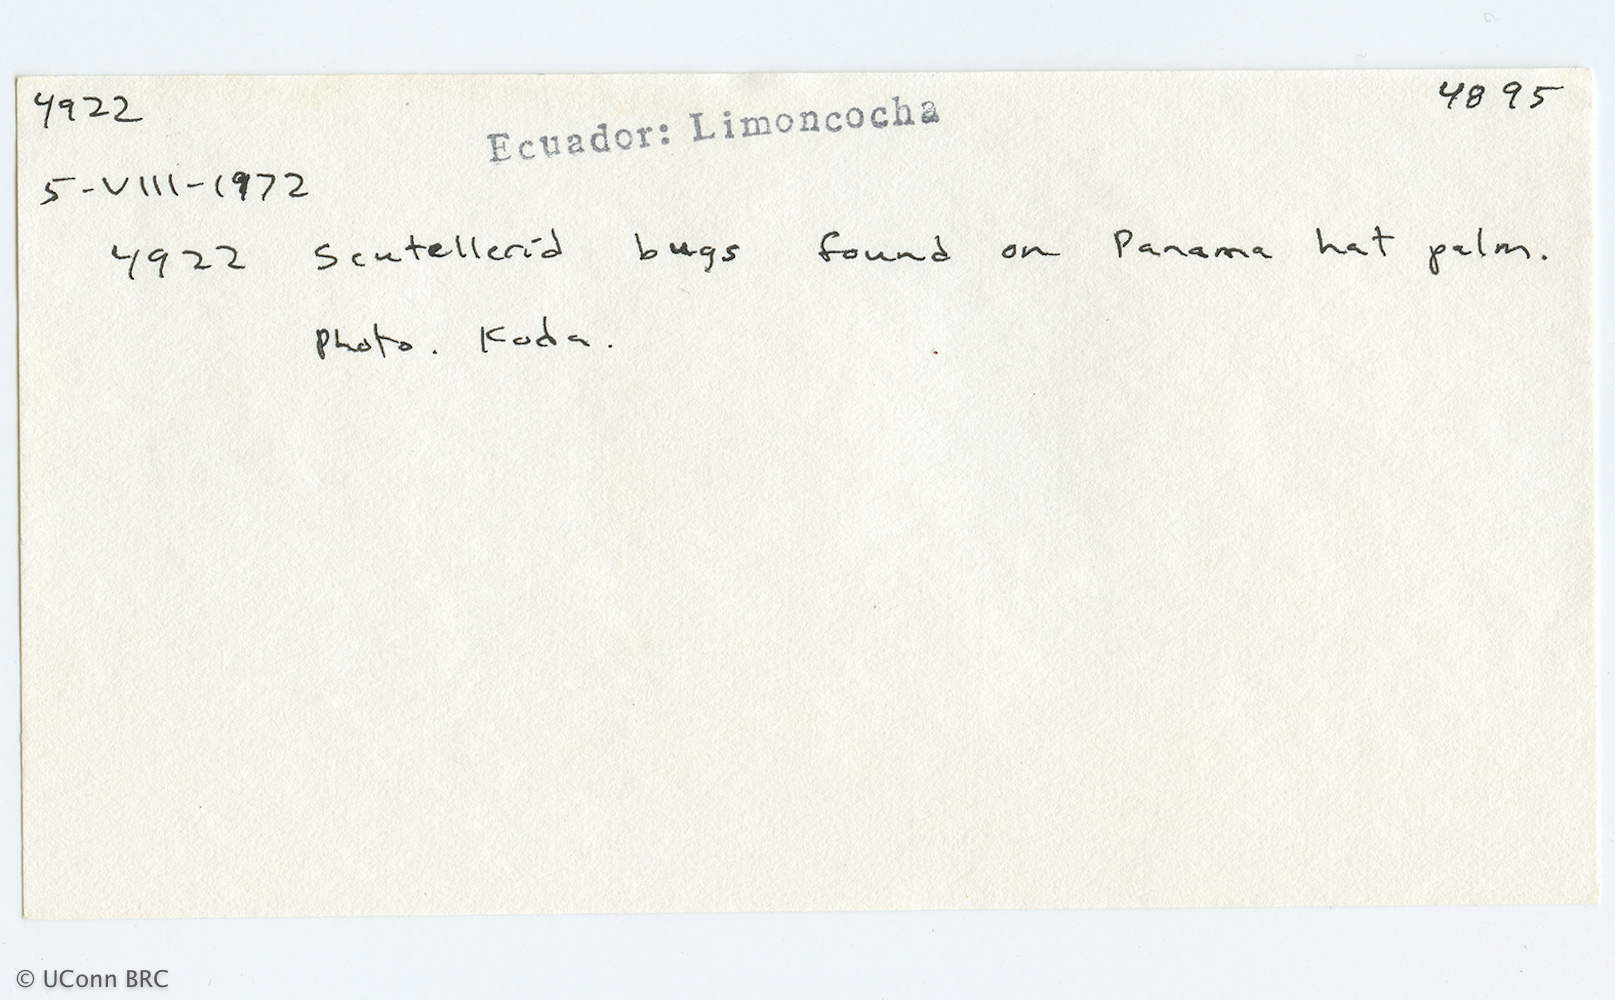 4922
4895
Ecuador: Limoncocha
5-VIII-1972
4922 Scutellerid bugs found on Panama hat palm.
Photo. Koda.
© UConn BRC